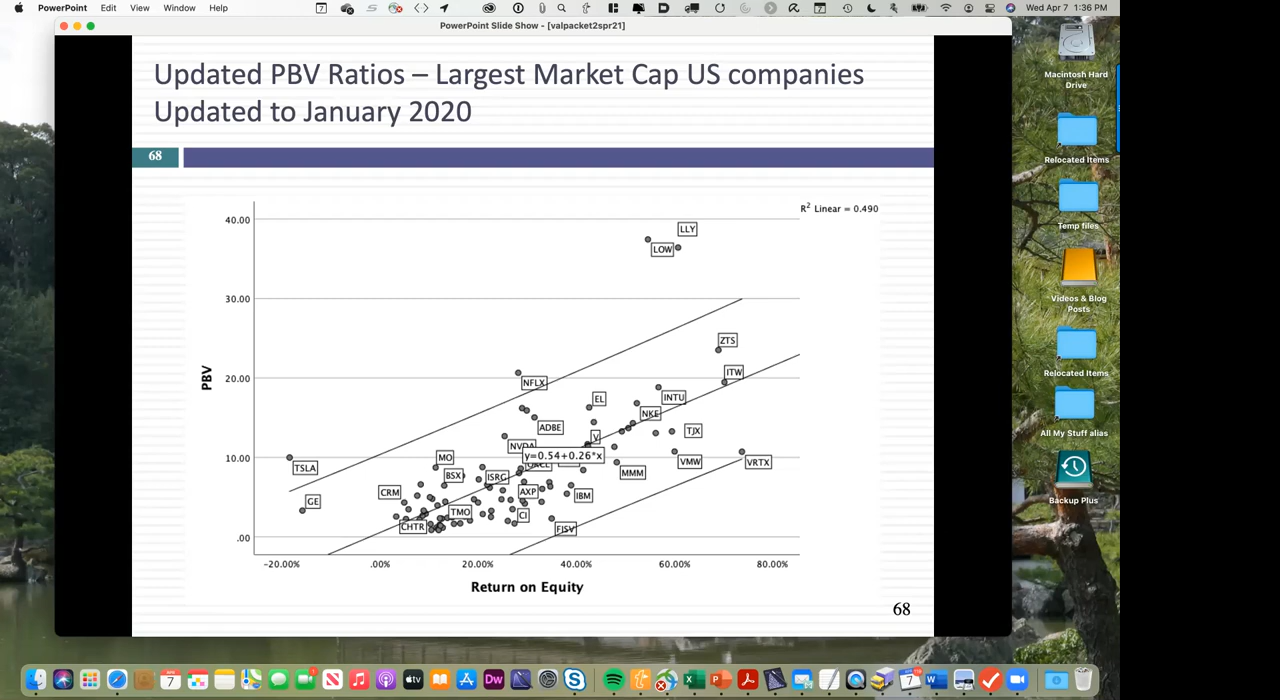 PowerPoint Edit View Window Help
Wed Apr 7 1:36 PM
PowerPoint Slide Show - [valpacket2spr21]
Updated PBV Ratios – Largest Market Cap US companies
Updated to January 2020
68
R² Linear = 0.490
40.00
30.00
20.00
10.00
.00
PBV
LLY
LOW
ZTS
ITW
NFLX
EL
INTU
NKE
ADBE
TJX
V
y=0.54+0.26*x
TSLA
MO
VMW
VRTX
BSX
ISRG
MMM
CRM
AXP
IBM
GE
TMO
CI
CHTR
FISV
-20.00% .00% 20.00% 40.00% 60.00% 80.00%
Return on Equity
68
Macintosh Hard
Drive
Relocated Items
Temp files
Videos & Blog
Posts
Relocated Items
All My Stuff alias
Backup Plus